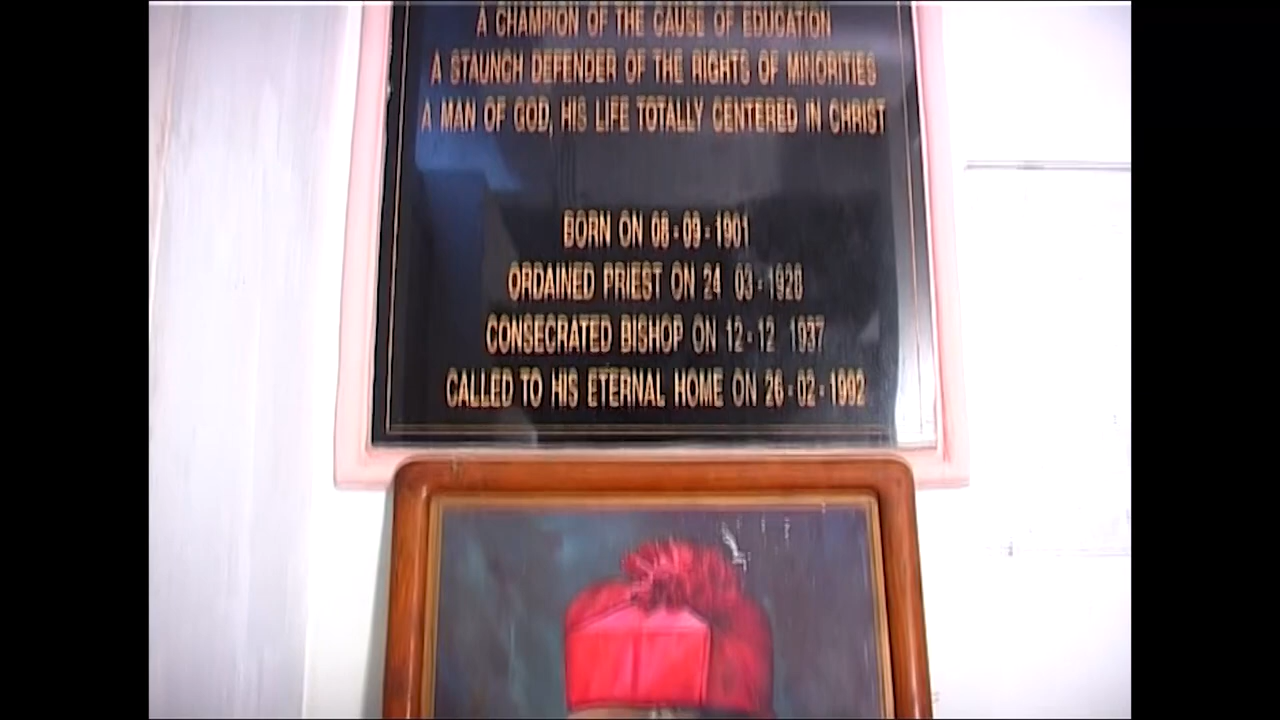 A CHAMPION OF THE CAUSE OF EDUCATION
A STAUNCH DEFENDER OF THE RIGHTS OF MINORITIES
A MAN OF GOD, HIS LIFE TOTALLY CENTERED IN CHRIST
BORN ON 08-09-1901
ORDAINED PRIEST ON 24 03-1928
CONSECRATED BISHOP ON 12-12 1937
CALLED TO HIS ETERNAL HOME ON 26-02-1992